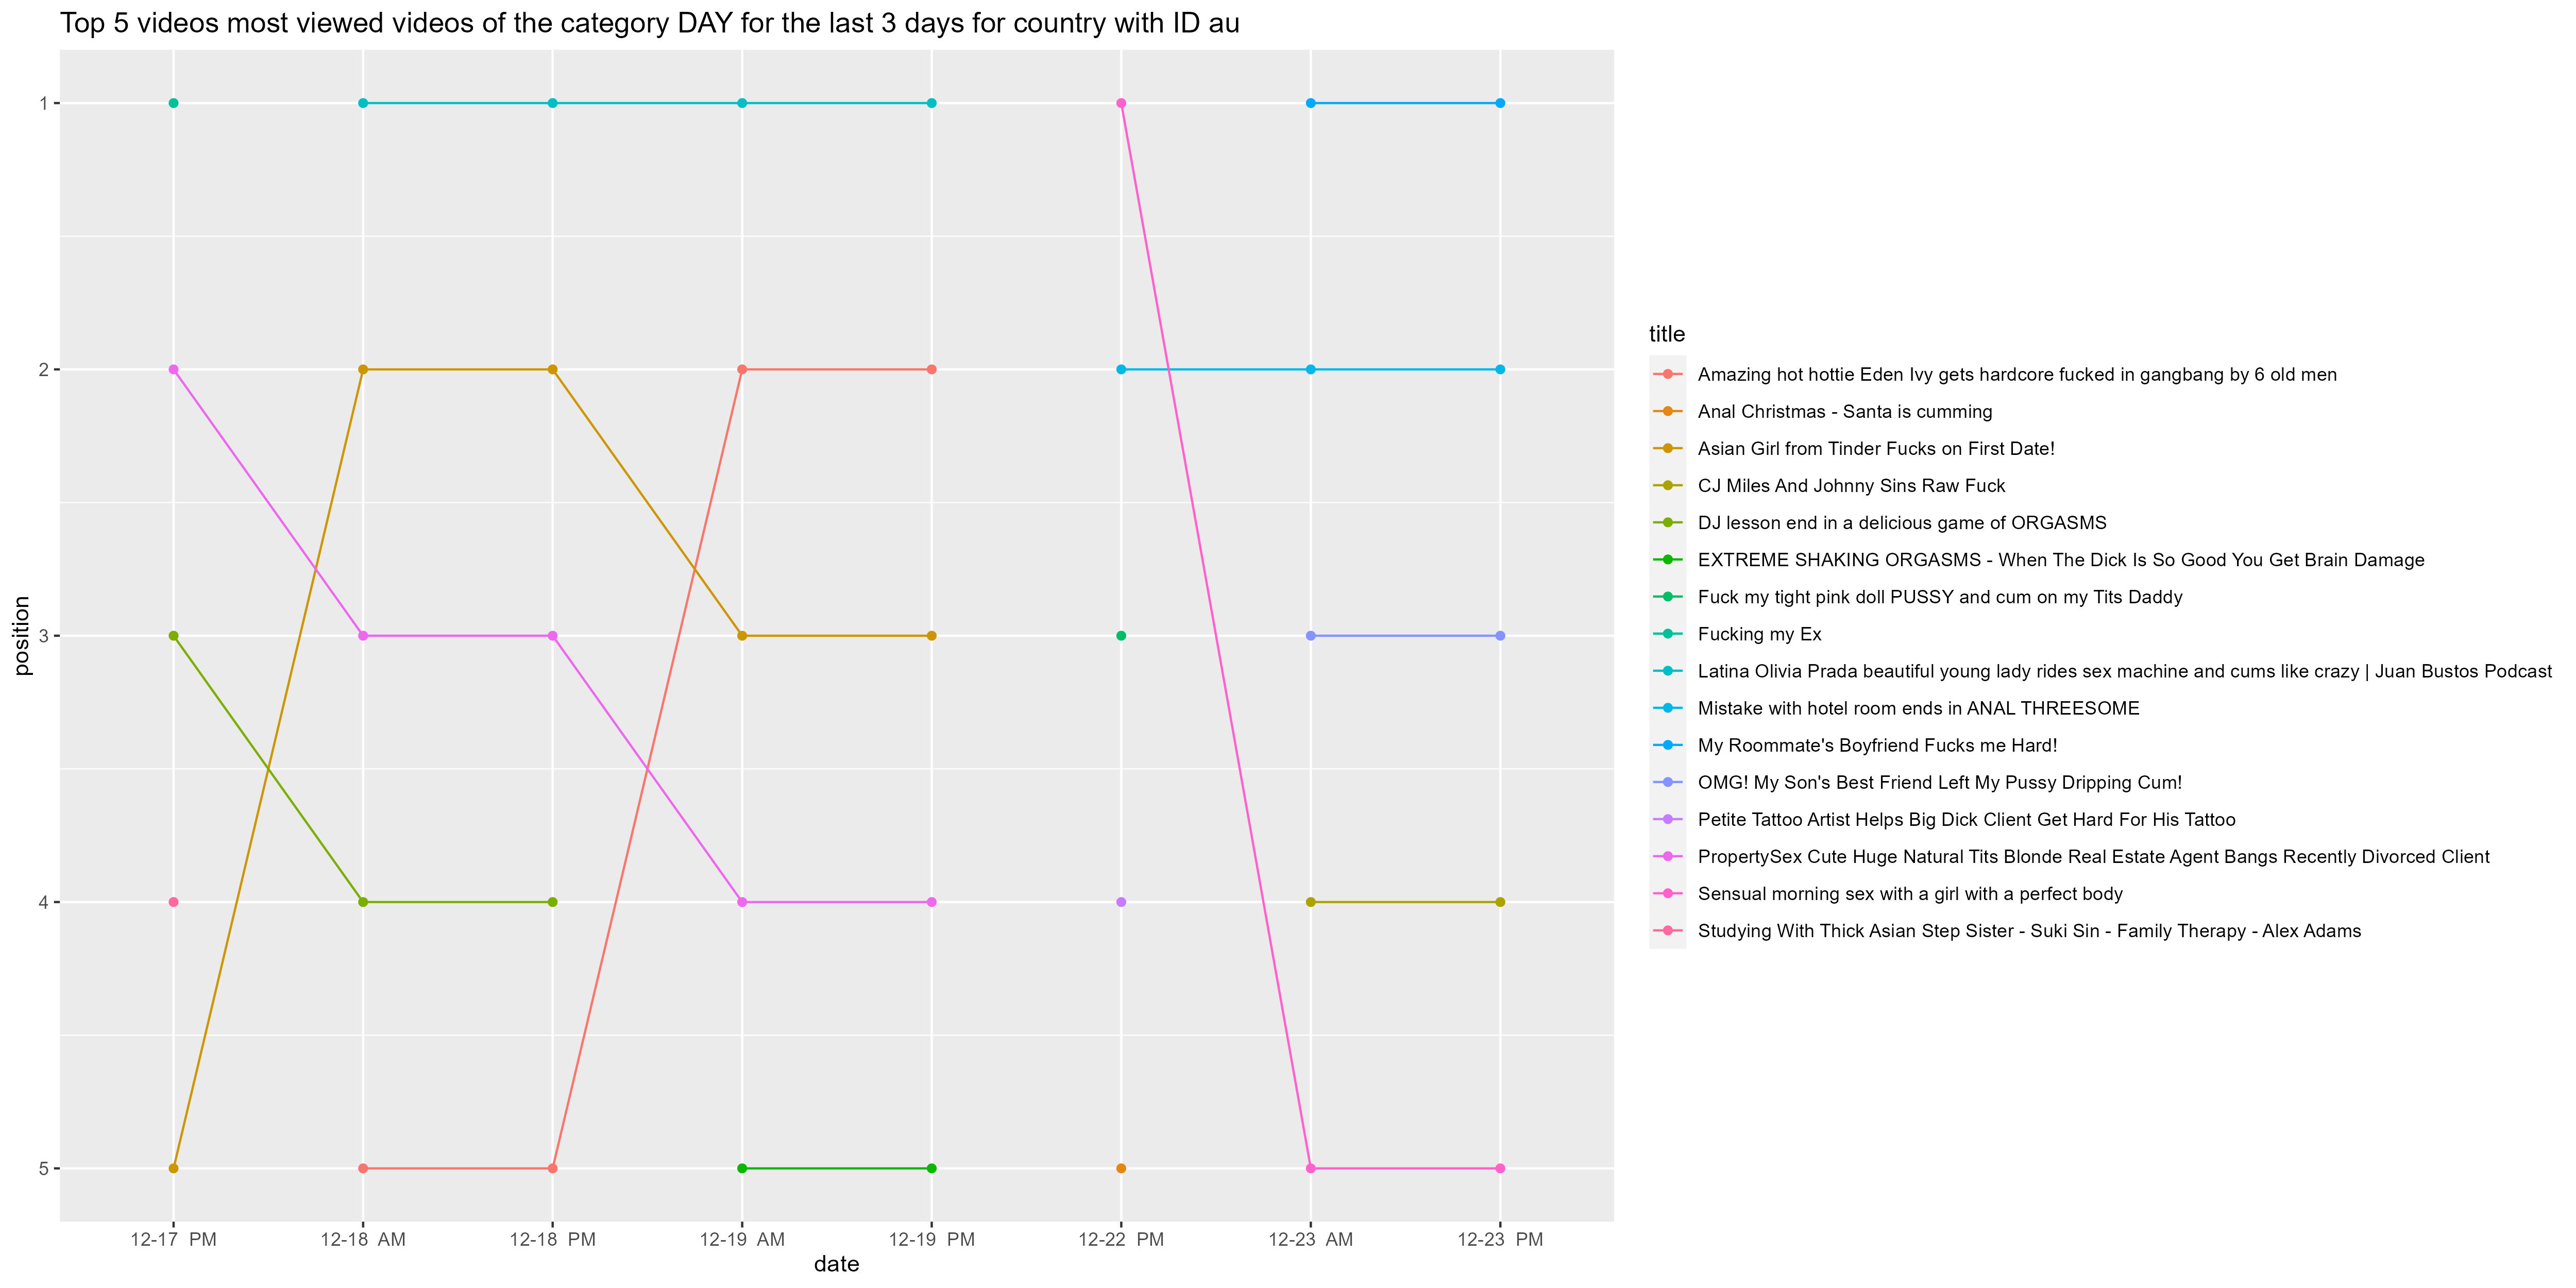 Top 5 videos most viewed videos of the category DAY for the last 3 days for country with ID au
position
1
2
3
4
5
12-17 PM
12-18 AM
12-18 PM
12-19 AM
12-19 PM
12-22 PM
12-23 AM
12-23 PM
date
title
Amazing hot hottie Eden Ivy gets hardcore fucked in gangbang by 6 old men
Anal Christmas - Santa is cumming
Asian Girl from Tinder Fucks on First Date!
CJ Miles And Johnny Sins Raw Fuck
DJ lesson end in a delicious game of ORGASMS
EXTREME SHAKING ORGASMS - When The Dick Is So Good You Get Brain Damage
Fuck my tight pink doll PUSSY and cum on my Tits Daddy
Fucking my Ex
Latina Olivia Prada beautiful young lady rides sex machine and cums like crazy | Juan Bustos Podcast
Mistake with hotel room ends in ANAL THREESOME
My Roommate's Boyfriend Fucks me Hard!
OMG! My Son's Best Friend Left My Pussy Dripping Cum!
Petite Tattoo Artist Helps Big Dick Client Get Hard For His Tattoo
PropertySex Cute Huge Natural Tits Blonde Real Estate Agent Bangs Recently Divorced Client
Sensual morning sex with a girl with a perfect body
Studying With Thick Asian Step Sister - Suki Sin - Family Therapy - Alex Adams